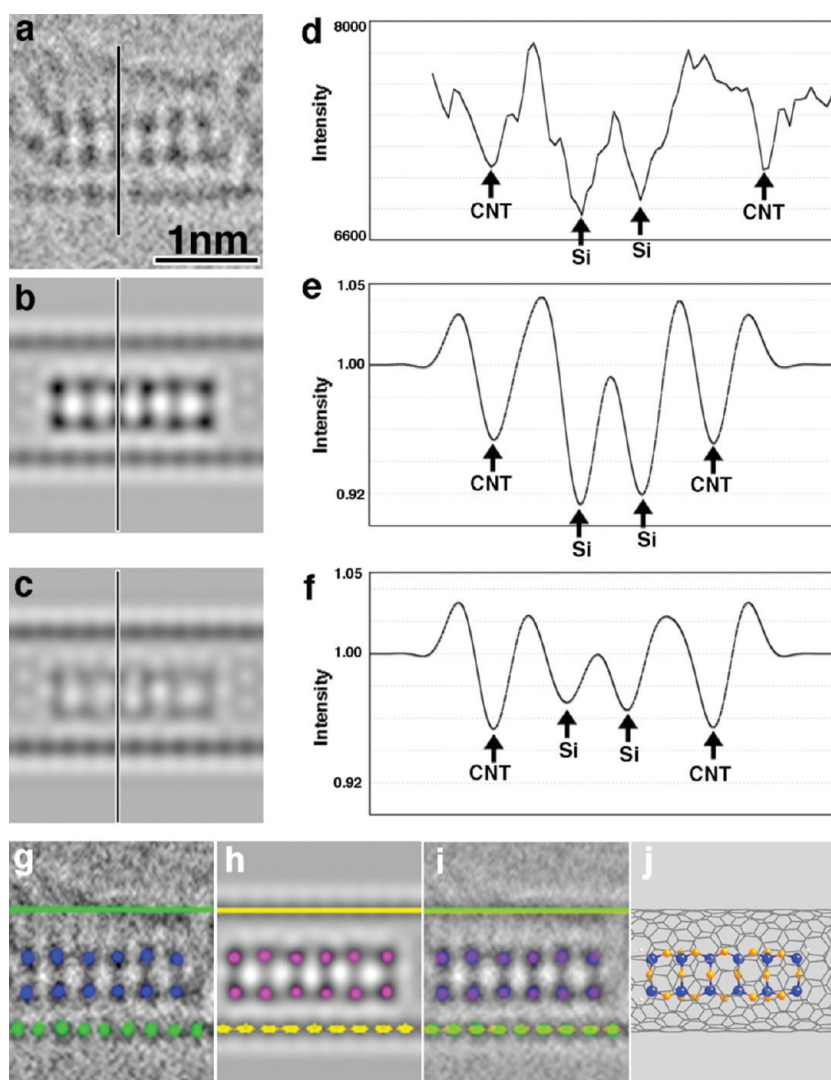 a
1nm
b
c
d
8000
Intensity
6600
CNT
Si
Si
CNT
e
1.05
1.00
Intensity
0.92
CNT
Si
Si
CNT
f
1.05
1.00
Intensity
0.92
CNT
Si
Si
CNT
g
h
i
j